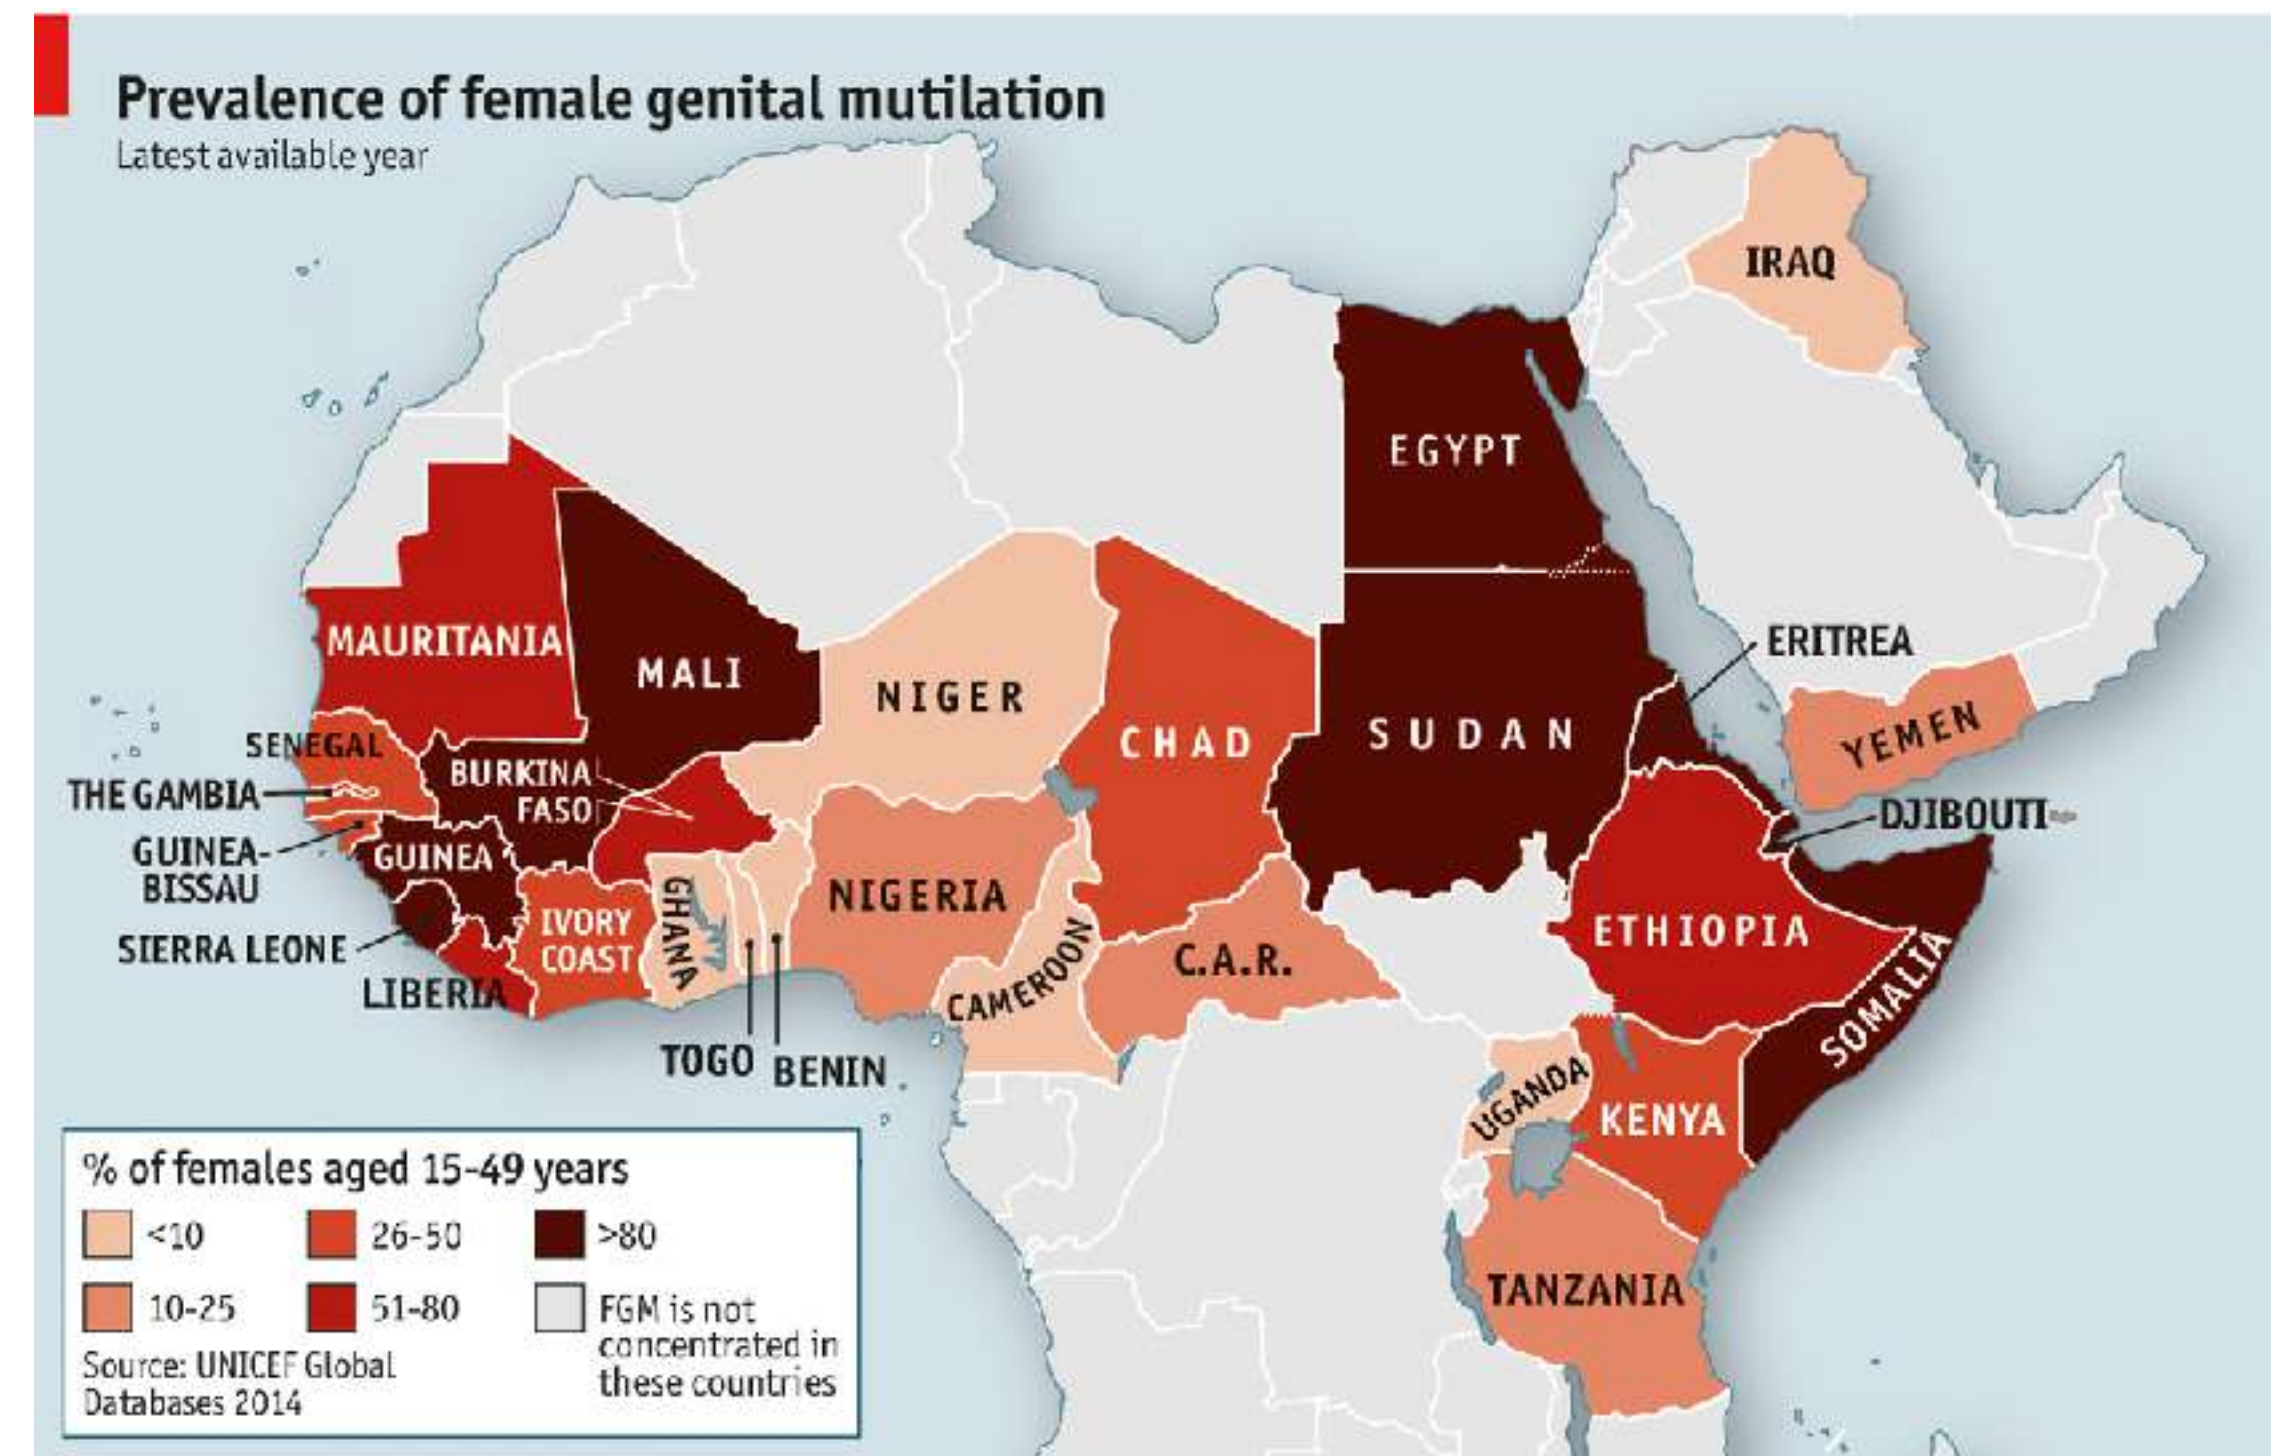 Prevalence of female genital mutilation
Latest available year
IRAQ
EGYPT
MAURITANIA
MALI
NIGER
CHAD
SUDAN
ERITREA
YEMEN
SENEGAL
THE GAMBIA
BURKINA
FASO
DJIBOUTI
GUINEA-
BISSAU
GUINEA
SIERRA LEONE
LIBERIA
IVORY
COAST
GHANA
NIGERIA
CAMEROON
C.A.R.
ETHIOPIA
SOMALIA
TOGO
BENIN
UGANDA
KENYA
TANZANIA
% of females aged 15-49 years
<10
26-50
>80
10-25
51-80
FGM is not
concentrated in
these countries
Source: UNICEF Global
Databases 2014